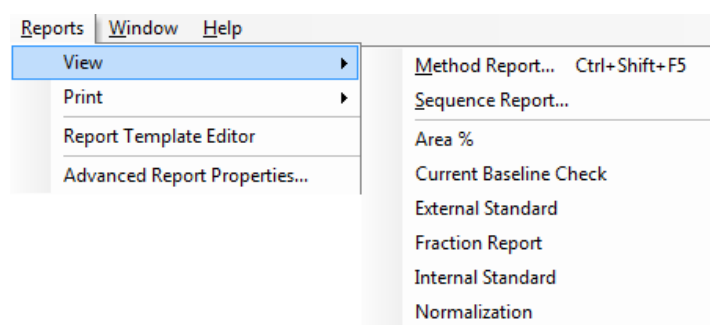 Reports Window Help
View
Print
Report Template Editor
Advanced Report Properties...
Method Report... Ctrl+Shift+F5
Sequence Report...
Area %
Current Baseline Check
External Standard
Fraction Report
Internal Standard
Normalization